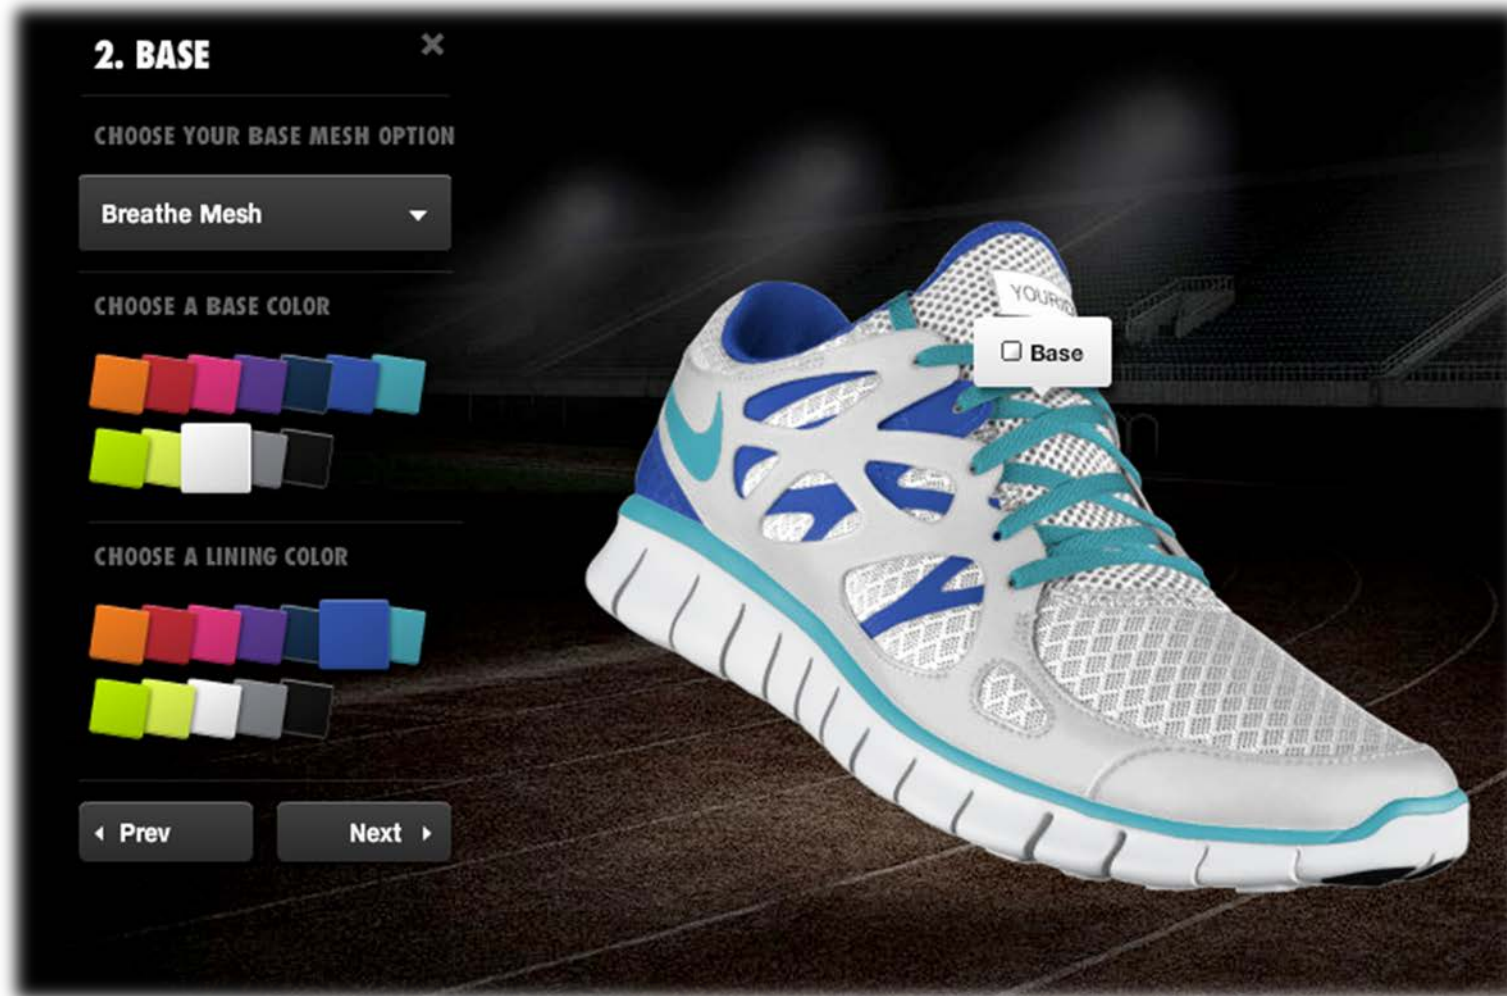 2. BASE
CHOOSE YOUR BASE MESH OPTION
Breathe Mesh
CHOOSE A BASE COLOR
CHOOSE A LINING COLOR
Prev
Next
Base